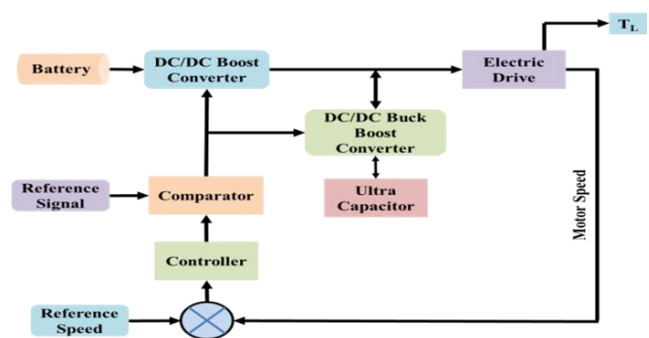 T_L
Battery
DC/DC Boost
Converter
Electric
Drive
DC/DC Buck
Boost
Converter
Reference
Signal
Comparator
Ultra
Capacitor
Motor Speed
Controller
Reference
Speed